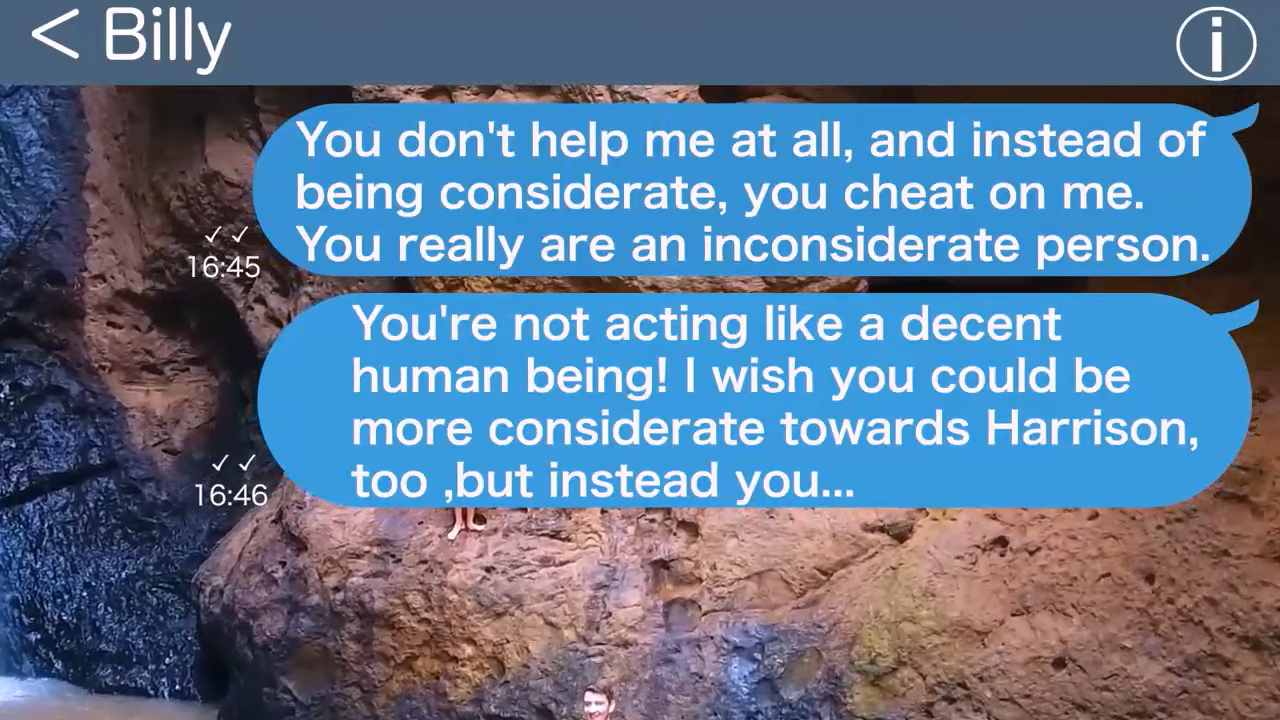 < Billy
You don't help me at all, and instead of
being considerate, you cheat on me.
You really are an inconsiderate person.
✓✓
16:45
You're not acting like a decent
human being! I wish you could be
more considerate towards Harrison,
too ,but instead you...
✓✓
16:46